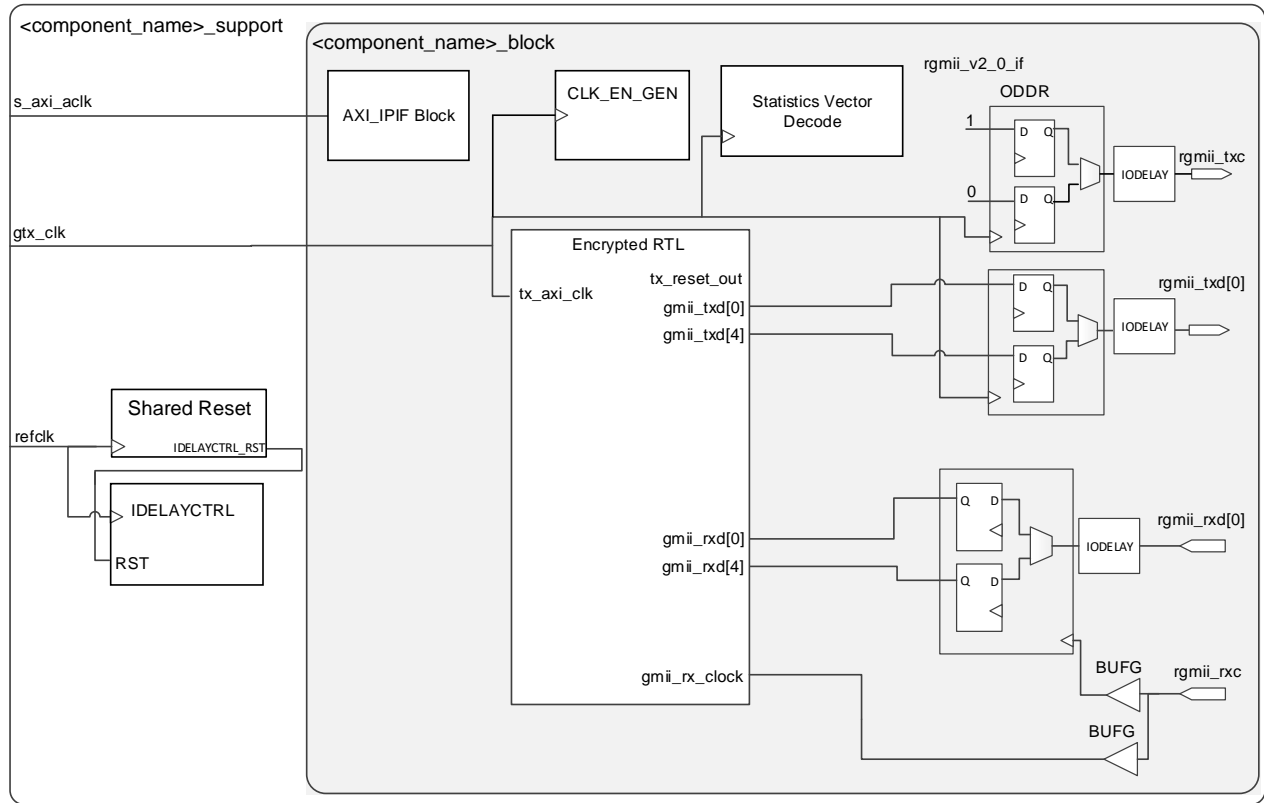 <component_name>_support
<component_name>_block
s_axi_aclk
AXI_IPIF Block
CLK_EN_GEN
Statistics Vector
Decode
rgmii_v2_0_if
ODDR
1
D Q
0
D Q
IODELAY
rgmii_txc
gtx_clk
Encrypted RTL
tx_axi_clk
tx_reset_out
gmii_txd[0]
gmii_txd[4]
D Q
D Q
IODELAY
rgmii_txd[0]
refclk
Shared Reset
IDELAYCTRL_RST
IDELAYCTRL
RST
gmii_rxd[0]
gmii_rxd[4]
Q D
Q D
IODELAY
rgmii_rxd[0]
gmii_rx_clock
BUFG
rgmii_rxc
BUFG